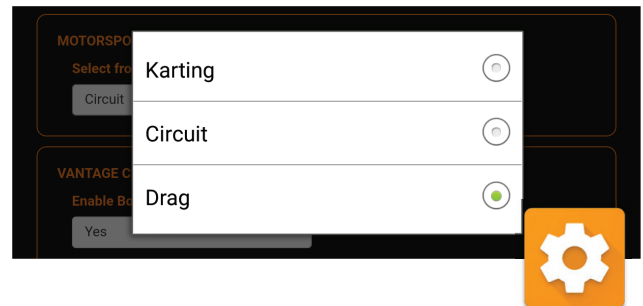 MOTORSPO
Select fro
Circuit
Karting
Circuit
Drag
VANTAGE C
Enable Bo
Yes